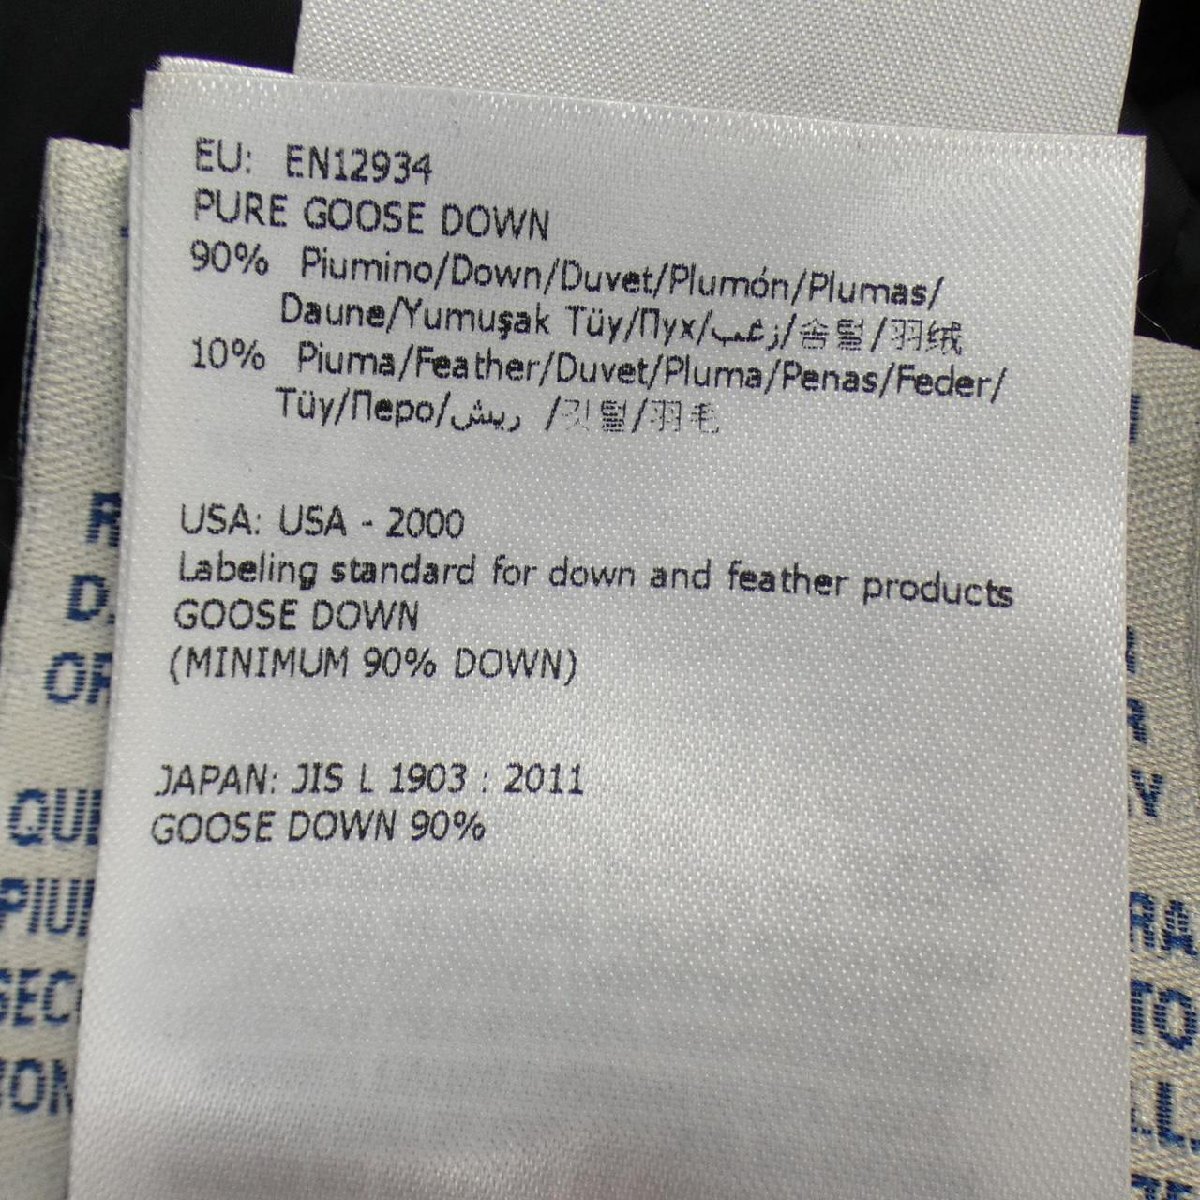 EU: EN12934
PURE GOOSE DOWN
90% Piumino/Down/Duvet/Plumón/Plumas/
Daune/Yumuşak Tüy/Пух/زغب/솜털/羽绒
10% Piuma/Feather/Duvet/Pluma/Penas/Feder/
Tüy/Перо/ريش /깃털/羽毛
USA: USA - 2000
Labeling standard for down and feather products
GOOSE DOWN
(MINIMUM 90% DOWN)
JAPAN: JIS L 1903 : 2011
GOOSE DOWN 90%